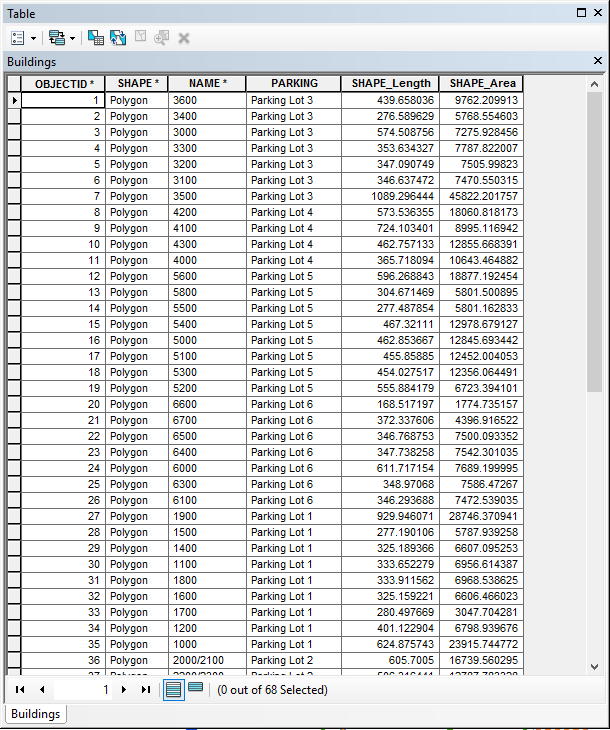 Table
Buildings
OBJECTID * SHAPE * NAME * PARKING SHAPE_Length SHAPE_Area
1 Polygon 3600 Parking Lot 3 439.658036 9762.209913
2 Polygon 3400 Parking Lot 3 276.589629 5768.554603
3 Polygon 3000 Parking Lot 3 574.508756 7275.928456
4 Polygon 3300 Parking Lot 3 353.634327 7787.822007
5 Polygon 3200 Parking Lot 3 347.090749 7505.99823
6 Polygon 3100 Parking Lot 3 346.637472 7470.550315
7 Polygon 3500 Parking Lot 3 1089.296444 45822.201757
8 Polygon 4200 Parking Lot 4 573.536355 18060.818173
9 Polygon 4100 Parking Lot 4 724.103401 8995.116942
10 Polygon 4300 Parking Lot 4 462.757133 12855.668391
11 Polygon 4000 Parking Lot 4 365.718094 10643.464882
12 Polygon 5600 Parking Lot 5 596.268843 18877.192454
13 Polygon 5800 Parking Lot 5 304.671469 5801.500895
14 Polygon 5500 Parking Lot 5 277.487854 5801.162833
15 Polygon 5400 Parking Lot 5 467.32111 12978.679127
16 Polygon 5000 Parking Lot 5 462.853667 12845.693442
17 Polygon 5100 Parking Lot 5 455.85885 12452.004053
18 Polygon 5300 Parking Lot 5 454.027517 12356.064491
19 Polygon 5200 Parking Lot 5 555.884179 6723.394101
20 Polygon 6600 Parking Lot 6 168.517197 1774.735157
21 Polygon 6700 Parking Lot 6 372.337606 4396.916522
22 Polygon 6500 Parking Lot 6 346.768753 7500.093352
23 Polygon 6400 Parking Lot 6 347.738258 7542.301035
24 Polygon 6000 Parking Lot 6 611.717154 7689.199995
25 Polygon 6300 Parking Lot 6 348.97068 7586.47267
26 Polygon 6100 Parking Lot 6 346.293688 7472.539035
27 Polygon 1900 Parking Lot 1 929.946071 28746.370941
28 Polygon 1500 Parking Lot 1 277.190106 5787.939258
29 Polygon 1400 Parking Lot 1 325.189366 6607.095253
30 Polygon 1100 Parking Lot 1 333.652279 6956.614387
31 Polygon 1800 Parking Lot 1 333.911562 6968.538625
32 Polygon 1600 Parking Lot 1 325.159221 6606.466023
33 Polygon 1700 Parking Lot 1 280.497669 3047.704281
34 Polygon 1200 Parking Lot 1 401.122904 6798.939676
35 Polygon 1000 Parking Lot 1 624.875743 23915.744772
36 Polygon 2000/2100 Parking Lot 2 605.7005 16739.560295
1 (0 out of 68 Selected)
Buildings